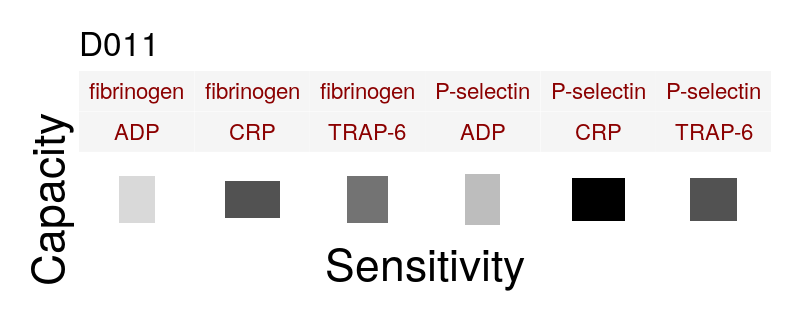 D011
fibrinogen fibrinogen fibrinogen P-selectin P-selectin P-selectin
ADP CRP TRAP-6 ADP CRP TRAP-6
Capacity
Sensitivity